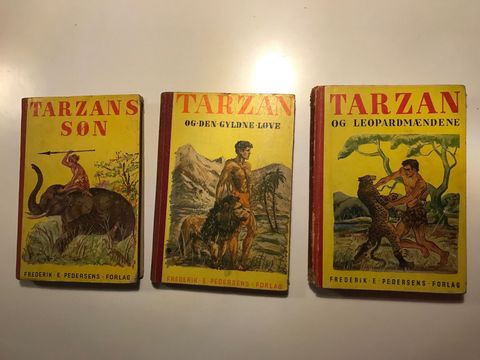 TARZANS
SØN
FREDERIK·E·PEDERSENS·FORLAG
TARZAN
OG·DEN·GYLDNE·LØVE
FREDERIK·E·PEDERSENS·FORLAG
TARZAN
OG LEOPARDMÆNDENE
FREDERIK·E·PEDERSENS·FORLAG